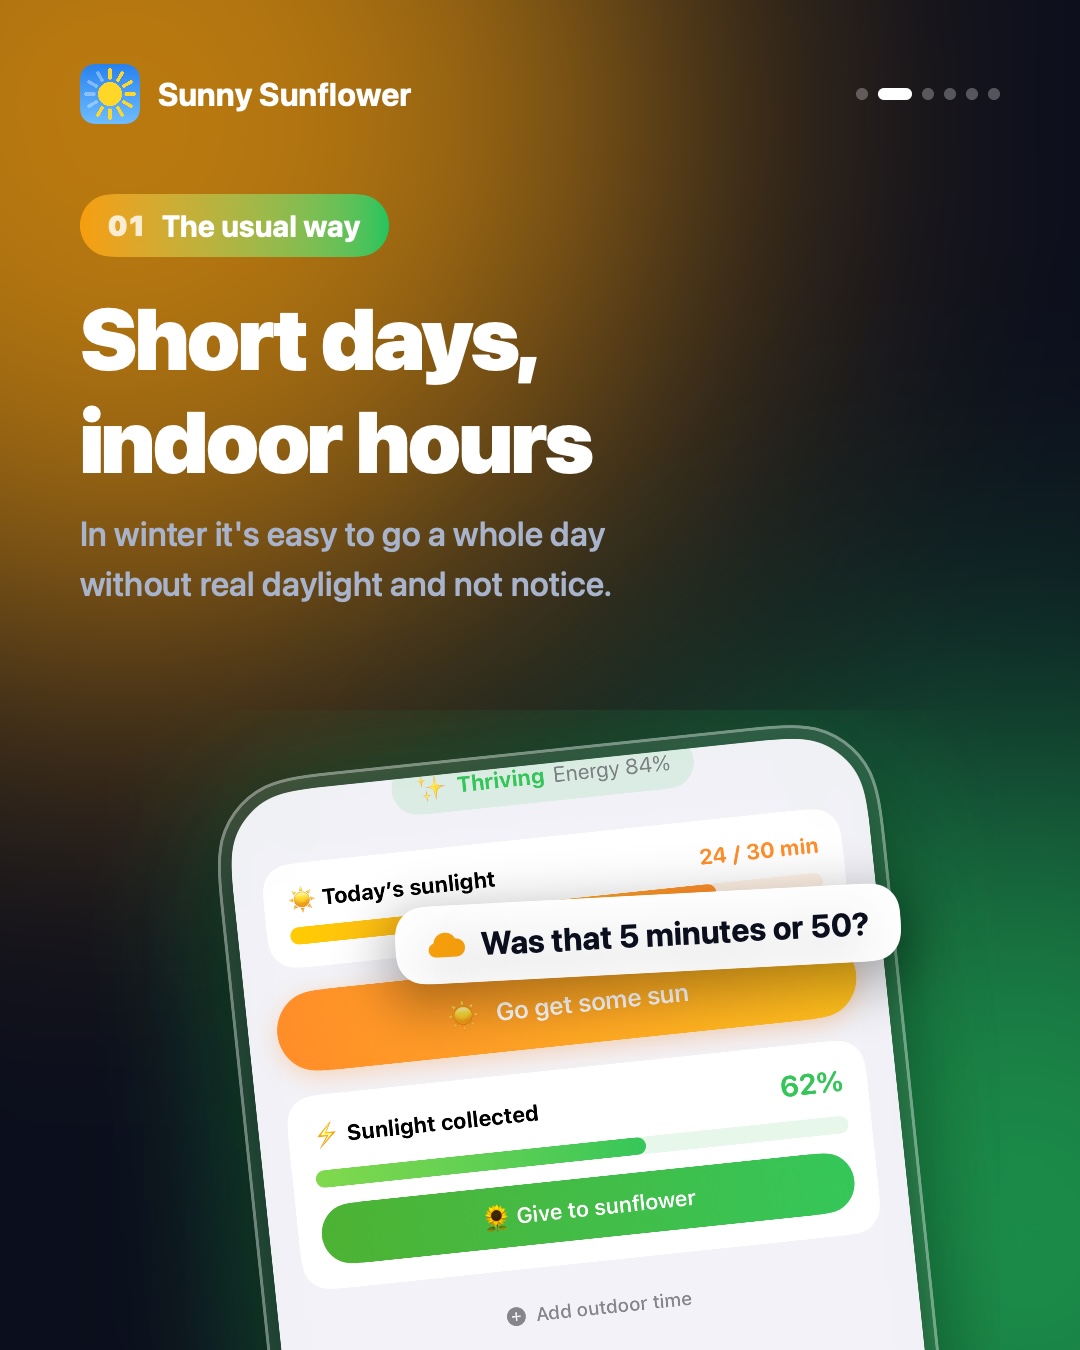 Sunny Sunflower
01 The usual way
Short days,
indoor hours
In winter it's easy to go a whole day
without real daylight and not notice.
✨ Thriving Energy 84%
Today’s sunlight
24 / 30 min
Was that 5 minutes or 50?
Go get some sun
Sunlight collected
62%
Give to sunflower
Add outdoor time